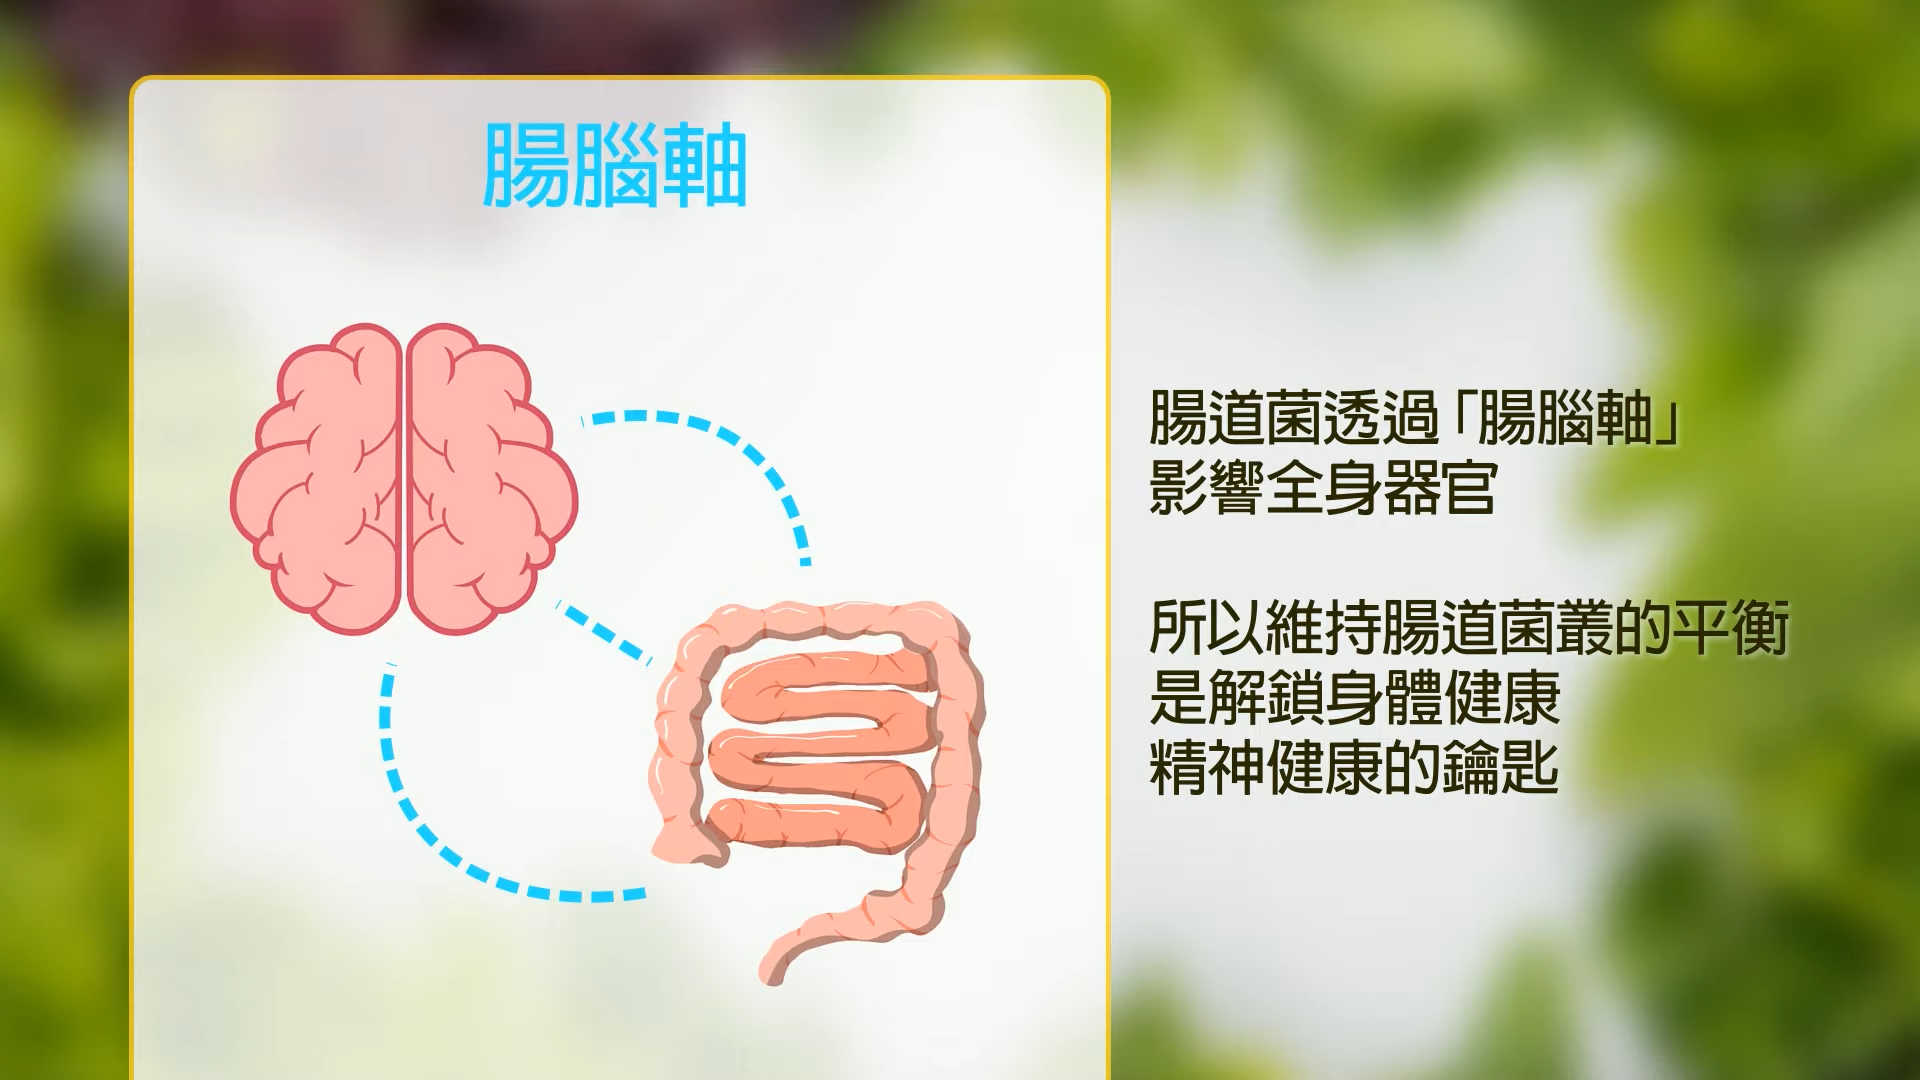 腸腦軸
腸道菌透過「腸腦軸」
影響全身器官
所以維持腸道菌叢的平衡
是解鎖身體健康
精神健康的鑰匙